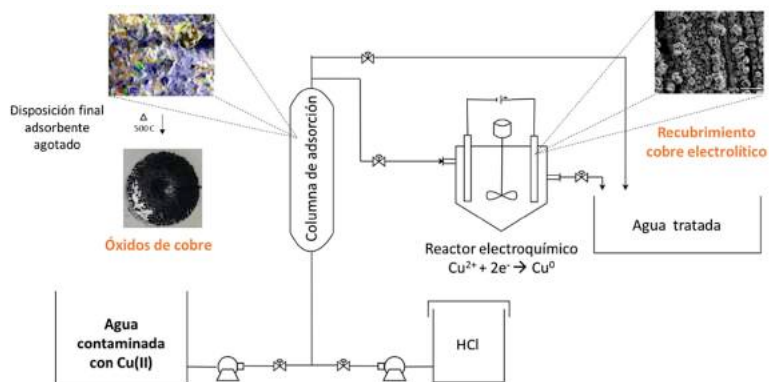 Disposición final
adsorbente
agotado
Δ
500 C
Óxidos de cobre
Columna de adsorción
Recubrimiento
cobre electrolítico
Reactor electroquímico
Cu²⁺ + 2e⁻ → Cu⁰
Agua tratada
Agua
contaminada
con Cu(II)
HCl